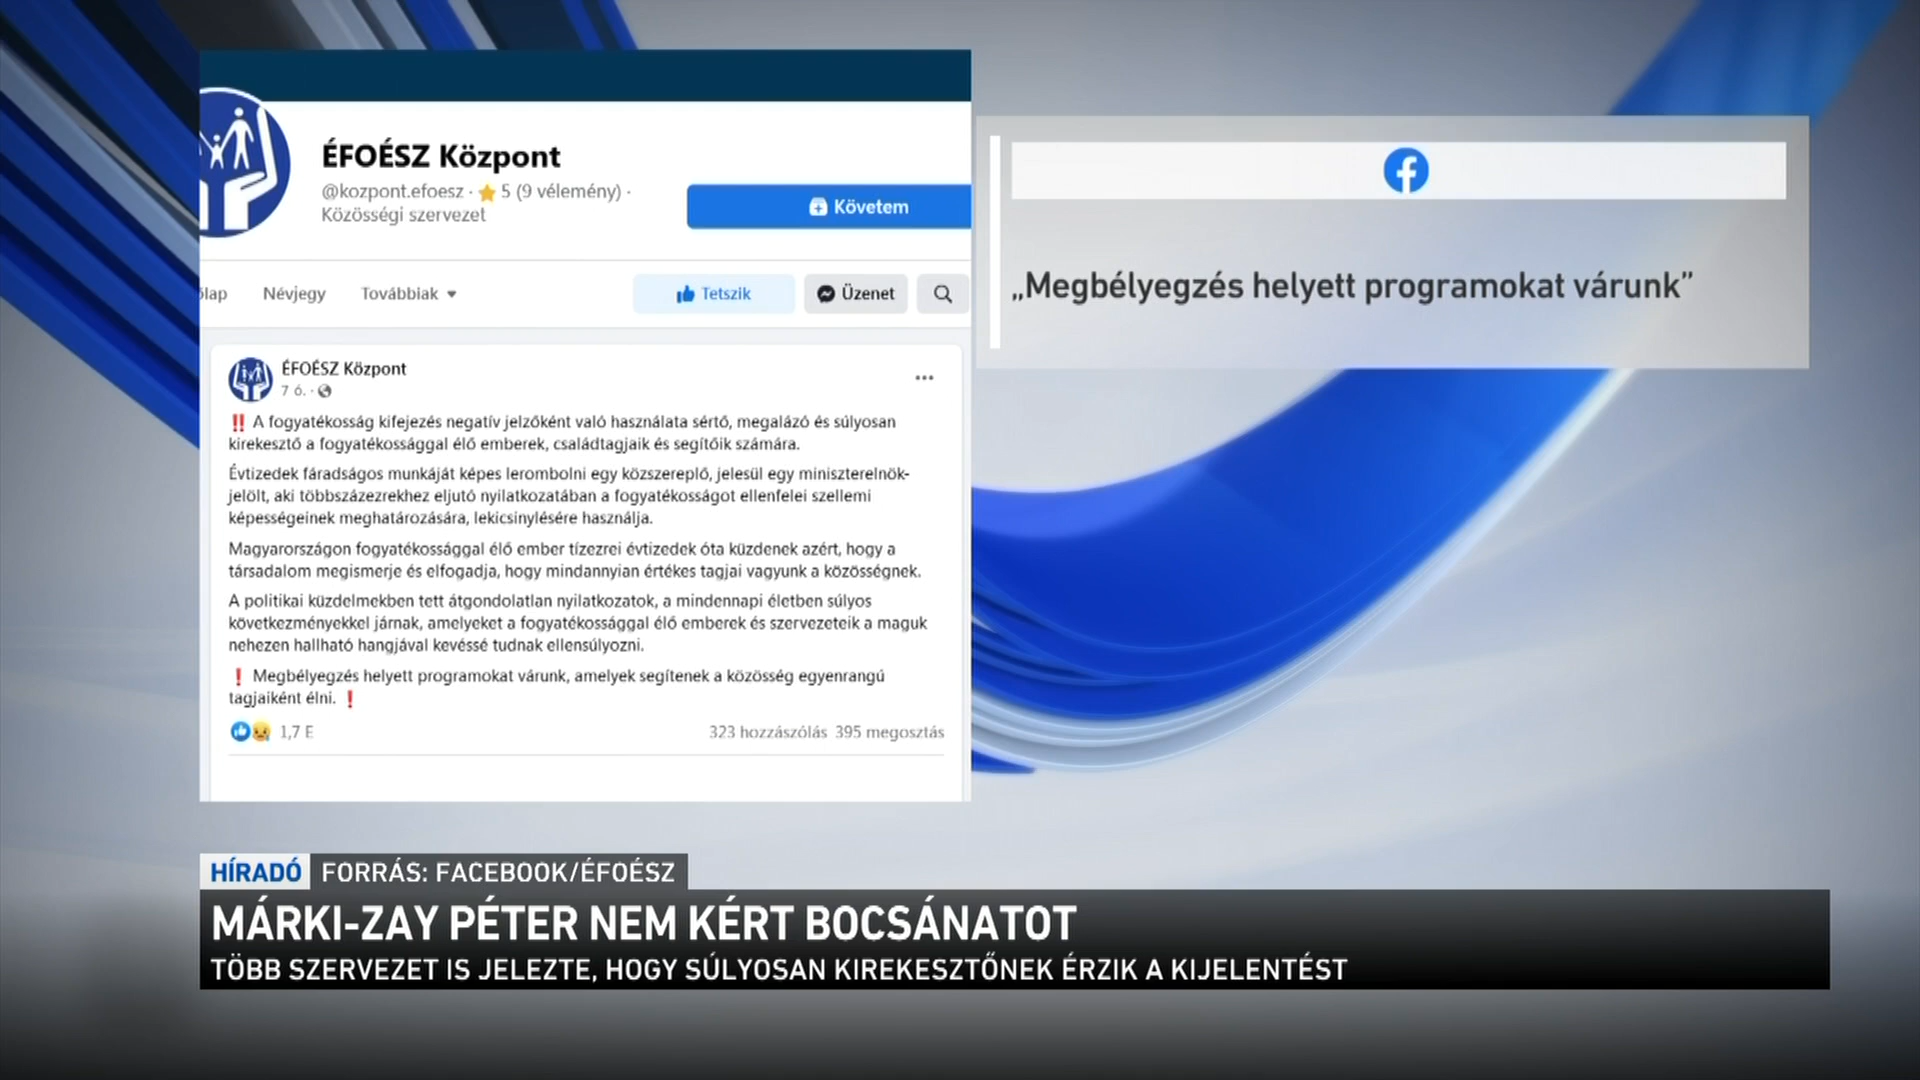 ÉFOÉSZ Központ
@kozpont.efoesz · 5 (9 vélemény) ·
Közösségi szervezet
Követem
Névjegy
Továbbiak
Tetszik
Üzenet
ÉFOÉSZ Központ
7 ó. ·
‼ A fogyatékosság kifejezés negatív jelzőként való használata sértő, megalázó és súlyosan
kirekesztő a fogyatékossággal élő emberek, családtagjaik és segítőik számára.
Évtizedek fáradságos munkáját képes lerombolni egy közszereplő, jelesül egy miniszterelnök-
jelölt, aki többszázezrekhez eljutó nyilatkozatában a fogyatékosságot ellenfelei szellemi
képességeinek meghatározására, lekicsinylésére használja.
Magyarországon fogyatékossággal élő ember tízezrei évtizedek óta küzdenek azért, hogy a
társadalom megismerje és elfogadja, hogy mindannyian értékes tagjai vagyunk a közösségnek.
A politikai küzdelmekben tett átgondolatlan nyilatkozatok, a mindennapi életben súlyos
következményekkel járnak, amelyeket a fogyatékossággal élő emberek és szervezeteik a maguk
nehezen hallható hangjával kevéssé tudnak ellensúlyozni.
❗ Megbélyegzés helyett programokat várunk, amelyek segítenek a közösség egyenrangú
tagjaiként élni. ❗
1,7 E
323 hozzászólás 395 megosztás
„Megbélyegzés helyett programokat várunk”
HÍRADÓ FORRÁS: FACEBOOK/ÉFOÉSZ
MÁRKI-ZAY PÉTER NEM KÉRT BOCSÁNATOT
TÖBB SZERVEZET IS JELEZTE, HOGY SÚLYOSAN KIREKESZTŐNEK ÉRZIK A KIJELENTÉST